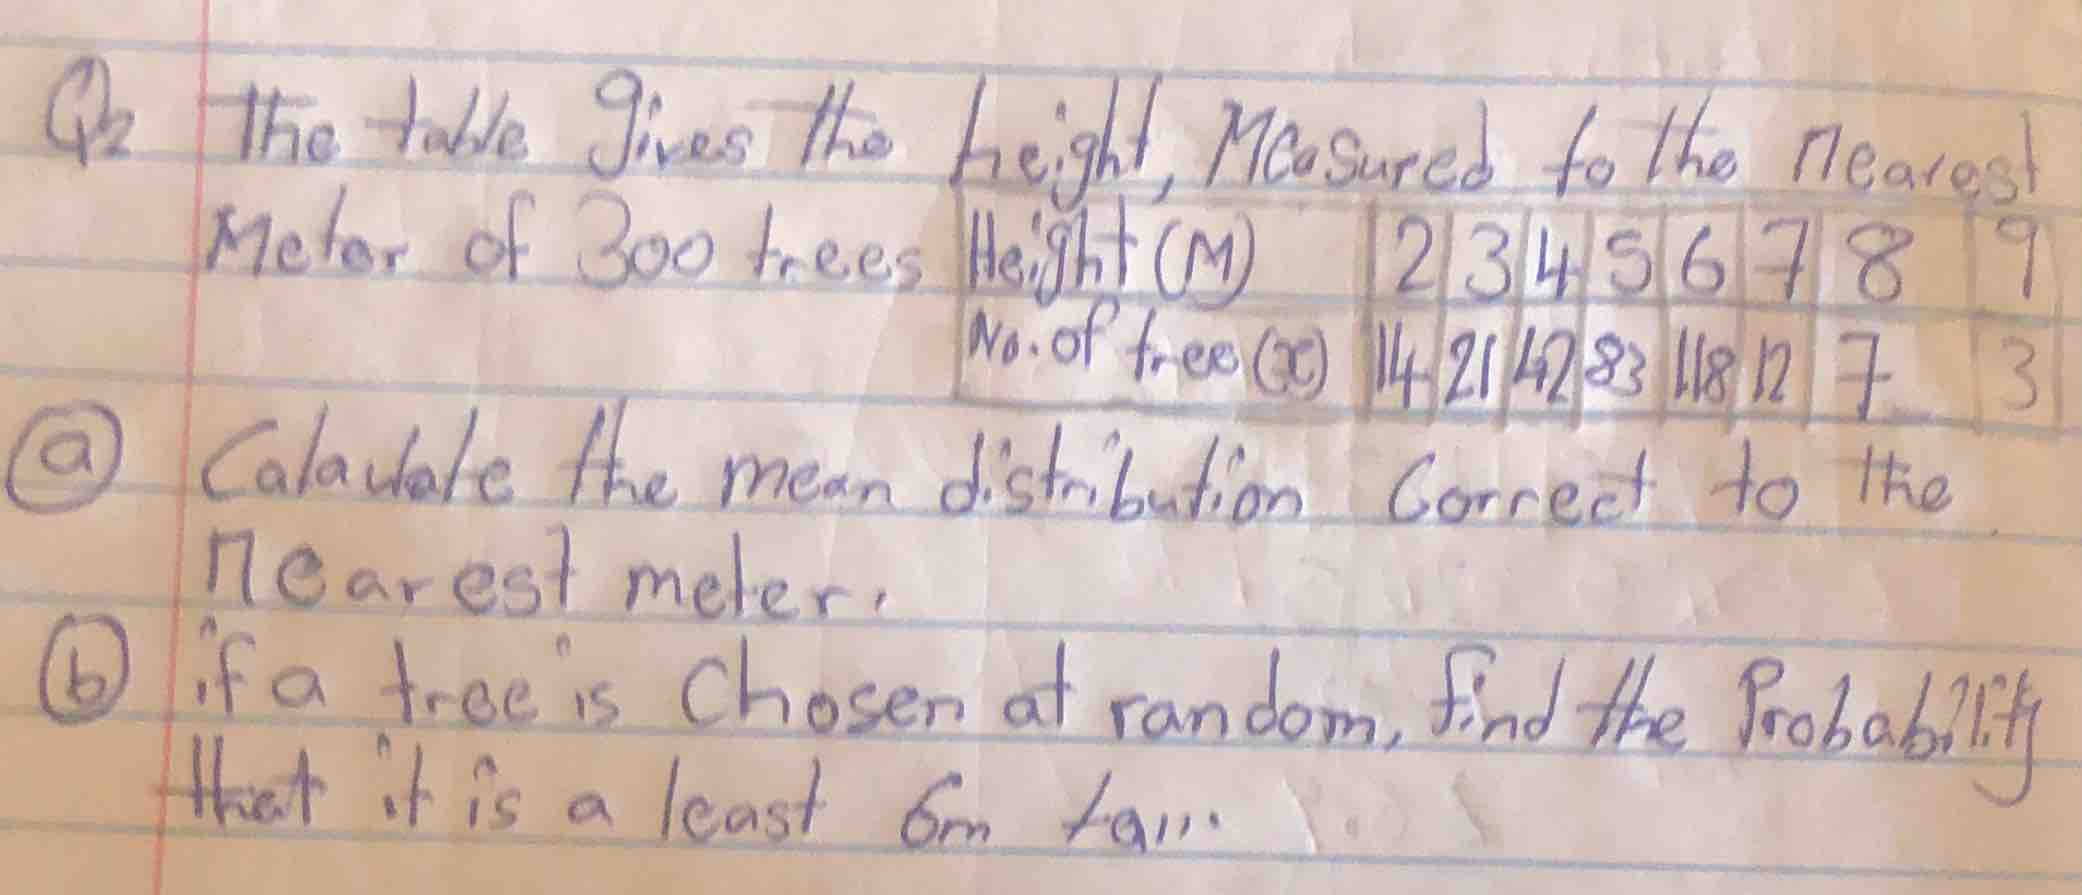 Q2 The table gives the height, Measured to the nearest
Meter of 300 trees
Height (M) 2 3 4 5 6 7 8 9
No. of tree (x) 14 21 42 83 118 12 7 3
(a) Calaulate the mean distribution Correct to the
nearest meter.
(b) if a tree is Chosen at random, find the Probability
that it is a least 6m tall.